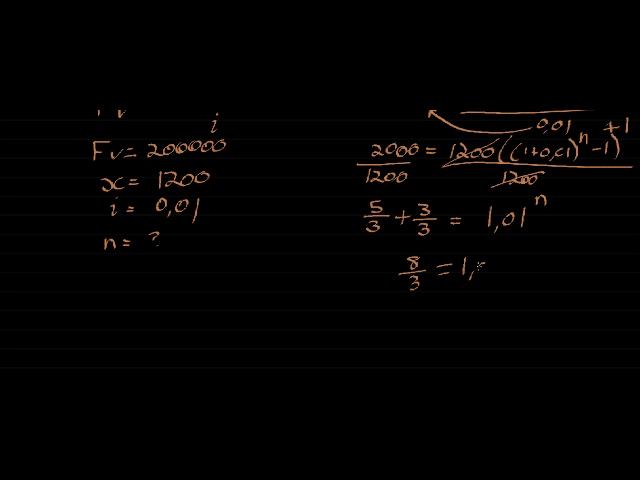 i
Fv = 200000
x = 1200
i = 0,01
n = ?
0,01
+1
2000/1200 = 1200((1+0,01)^n - 1)/1200
5/3 + 3/3 = 1,01^n
8/3 = 1,